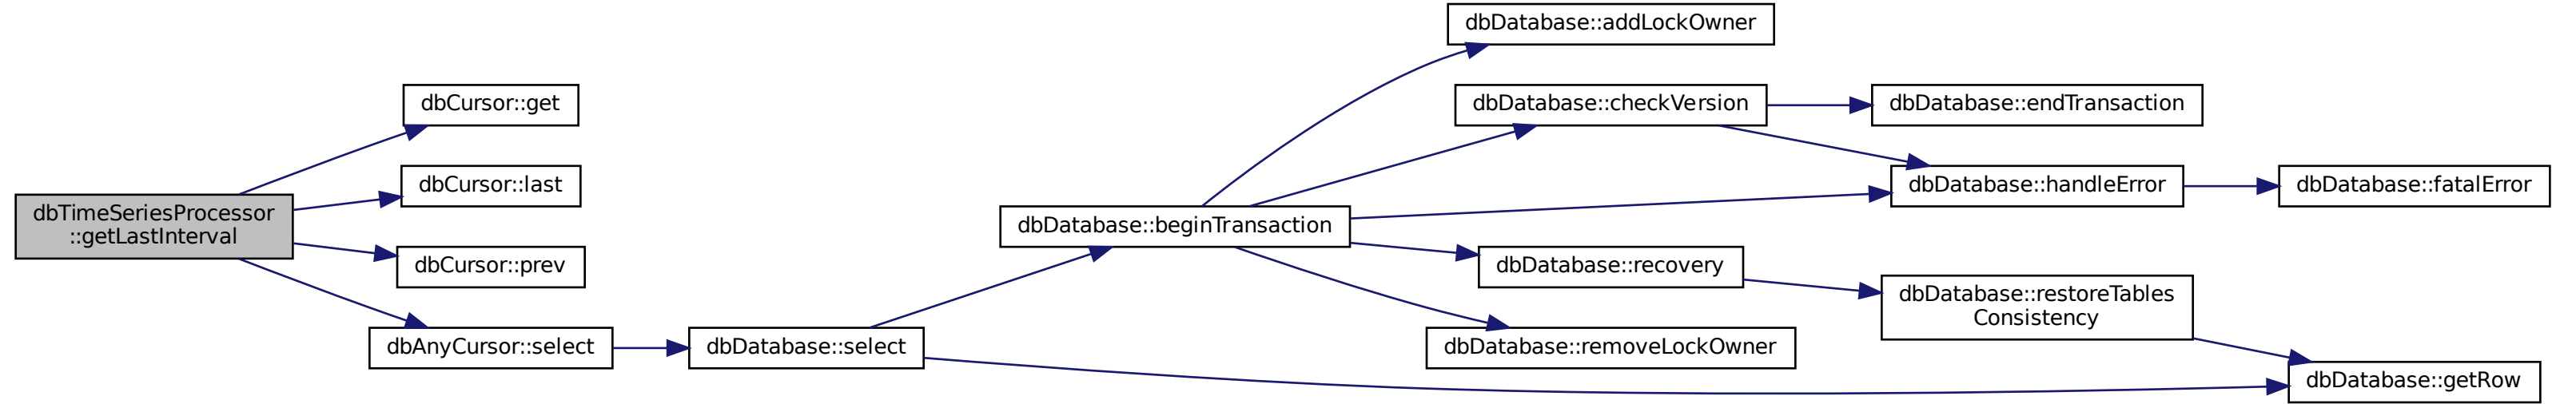 dbTimeSeriesProcessor
::getLastInterval
dbCursor::get
dbCursor::last
dbCursor::prev
dbAnyCursor::select
dbDatabase::select
dbDatabase::beginTransaction
dbDatabase::addLockOwner
dbDatabase::checkVersion
dbDatabase::endTransaction
dbDatabase::handleError
dbDatabase::fatalError
dbDatabase::recovery
dbDatabase::restoreTables
Consistency
dbDatabase::removeLockOwner
dbDatabase::getRow